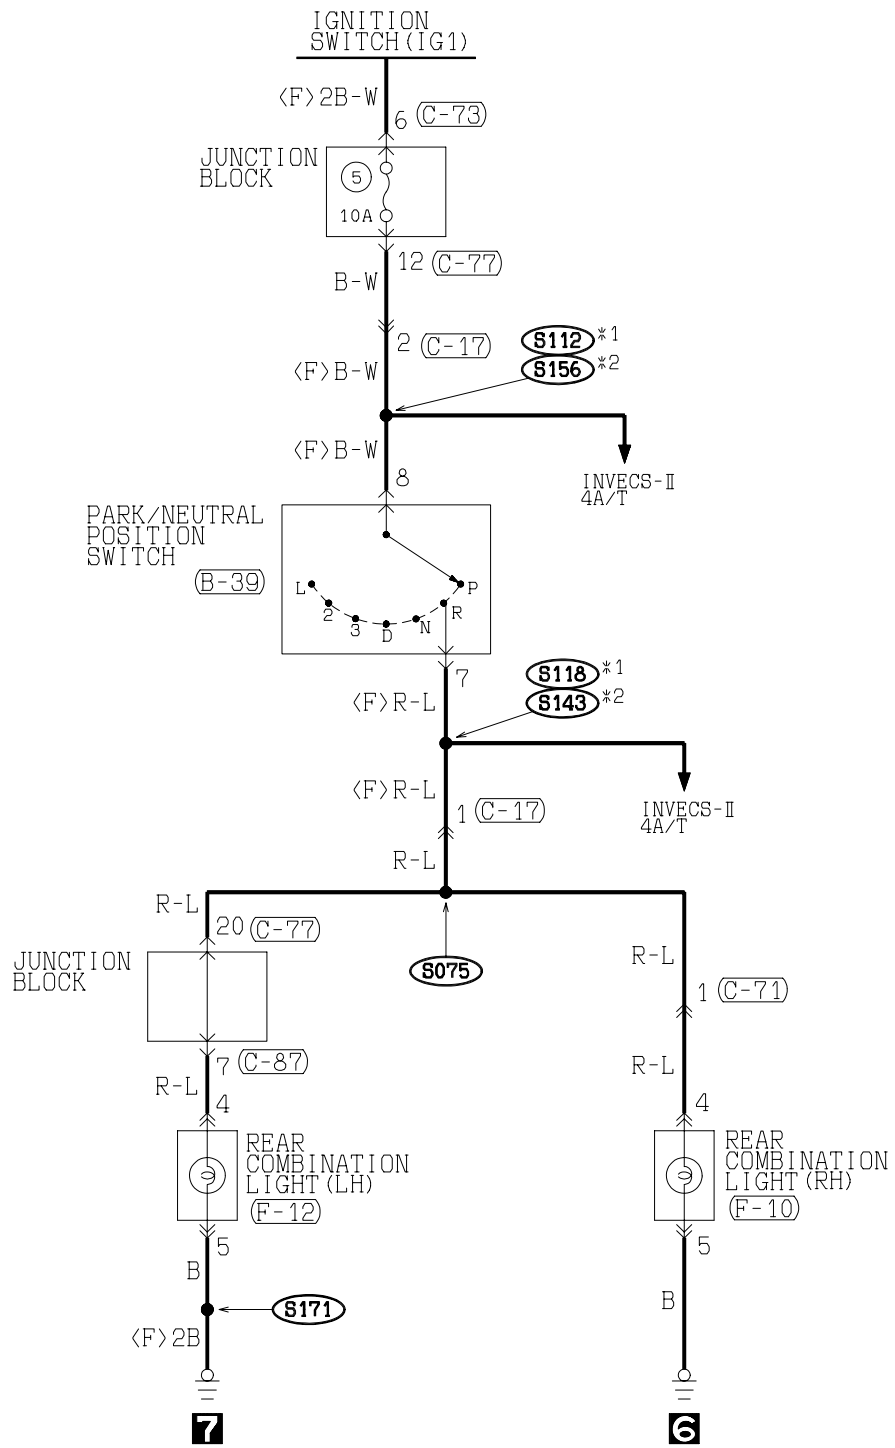 IGNITION
SWITCH(IG1)
<F>2B-W
6 (C-73)
JUNCTION
BLOCK
5
10A
12 (C-77)
B-W
2 (C-17)
S112 *1
S156 *2
<F>B-W
<F>B-W
8
INVECS-Ⅱ
4A/T
PARK/NEUTRAL
POSITION
SWITCH
(B-39)
L
2
3
D
N
R
P
7
S118 *1
S143 *2
<F>R-L
<F>R-L
1 (C-17)
INVECS-Ⅱ
4A/T
R-L
R-L
20 (C-77)
JUNCTION
BLOCK
S075
R-L
1 (C-71)
7 (C-87)
R-L
R-L
4
4
REAR
COMBINATION
LIGHT(LH)
(F-12)
REAR
COMBINATION
LIGHT(RH)
(F-10)
5
5
B
B
S171
<F>2B
7
6